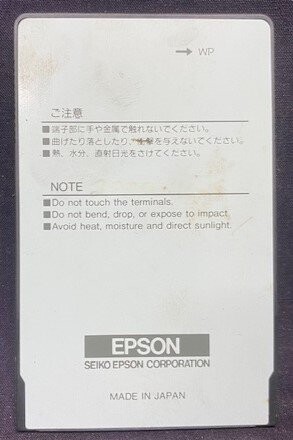 → WP
ご注意
■端子部に手や金属で触れないでください。
■曲げたり落としたり、衝撃を与えないでください。
■熱、水分、直射日光をさけてください。
NOTE
■Do not touch the terminals.
■Do not bend, drop, or expose to impact.
■Avoid heat, moisture and direct sunlight.
EPSON
SEIKO EPSON CORPORATION
MADE IN JAPAN